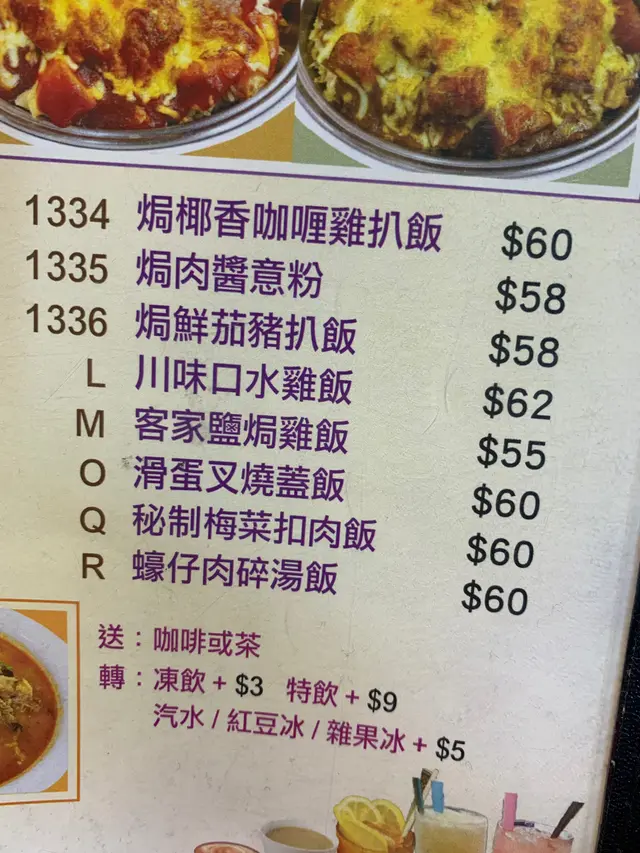 1334 焗椰香咖喱雞扒飯 $60
1335 焗肉醬意粉 $58
1336 焗鮮茄豬扒飯 $58
L 川味口水雞飯 $62
M 客家鹽焗雞飯 $55
O 滑蛋叉燒蓋飯 $60
Q 秘制梅菜扣肉飯 $60
R 蠔仔肉碎湯飯 $60
送：咖啡或茶
轉：凍飲 + $3 特飲 + $9
汽水 / 紅豆冰 / 雜果冰 + $5